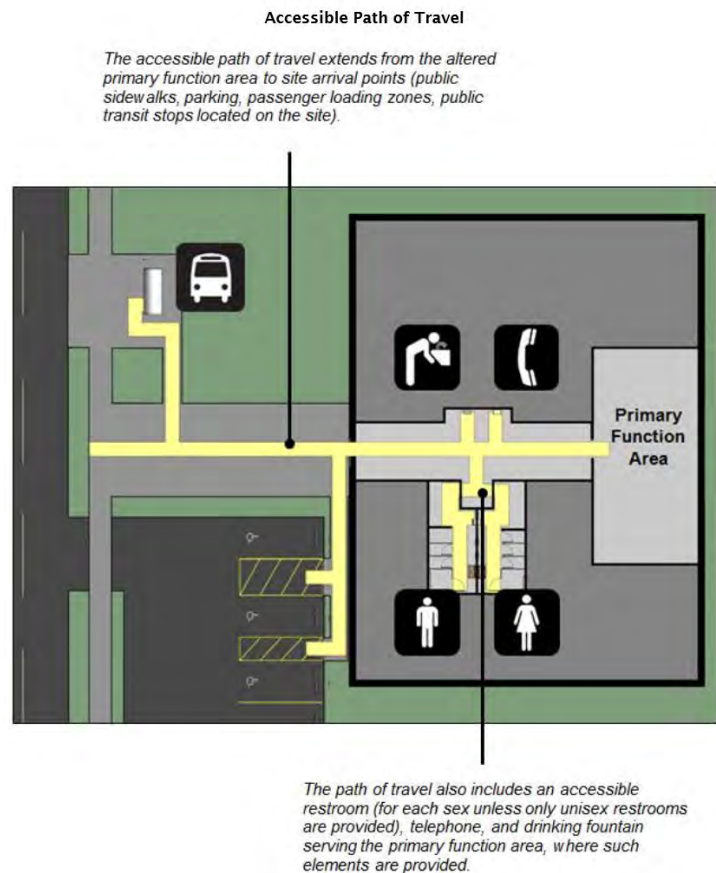 Accessible Path of Travel
The accessible path of travel extends from the altered
primary function area to site arrival points (public
sidewalks, parking, passenger loading zones, public
transit stops located on the site).
Primary
Function
Area
The path of travel also includes an accessible
restroom (for each sex unless only unisex restrooms
are provided), telephone, and drinking fountain
serving the primary function area, where such
elements are provided.